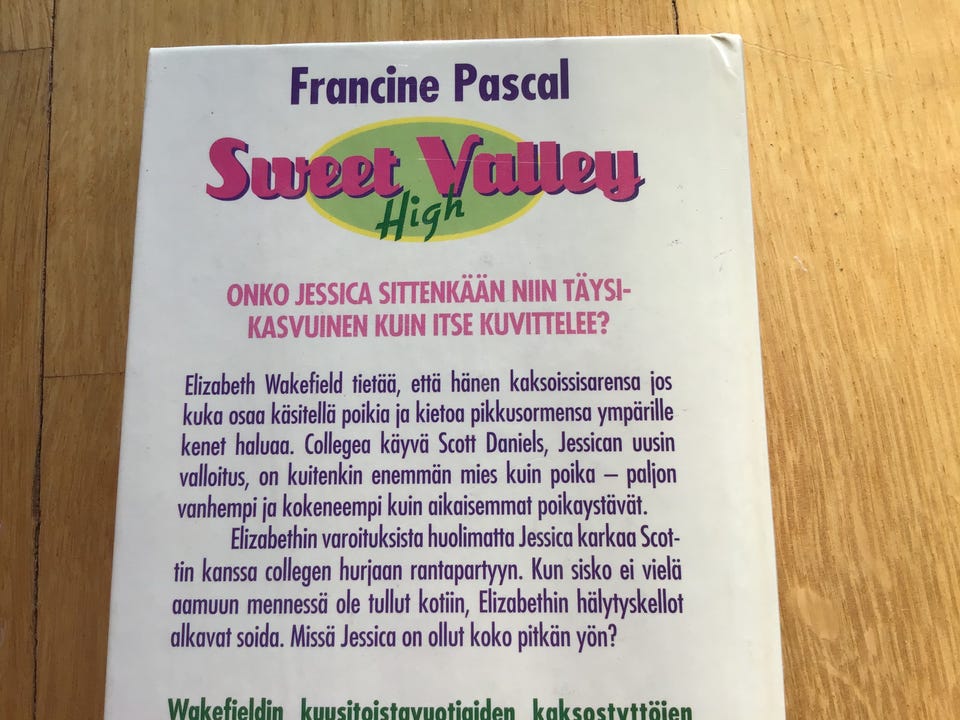 Francine Pascal
Sweet Valley
High
ONKO JESSICA SITTENKÄÄN NIIN TÄYSI-
KASVUINEN KUIN ITSE KUVITTELEE?
Elizabeth Wakefield tietää, että hänen kaksoissisarensa jos
kuka osaa käsitellä poikia ja kietoa pikkusormensa ympärille
kenet haluaa. Collegea käyvä Scott Daniels, Jessican uusin
valloitus, on kuitenkin enemmän mies kuin poika – paljon
vanhempi ja kokeneempi kuin aikaisemmat poikaystävät.
Elizabethin varoituksista huolimatta Jessica karkaa Scot-
tin kanssa collegen hurjaan rantapartyyn. Kun sisko ei vielä
aamuun mennessä ole tullut kotiin, Elizabethin hälytyskellot
alkavat soida. Missä Jessica on ollut koko pitkän yön?
Wakefieldin kuusitoistavuotiaiden kaksostyttöjen